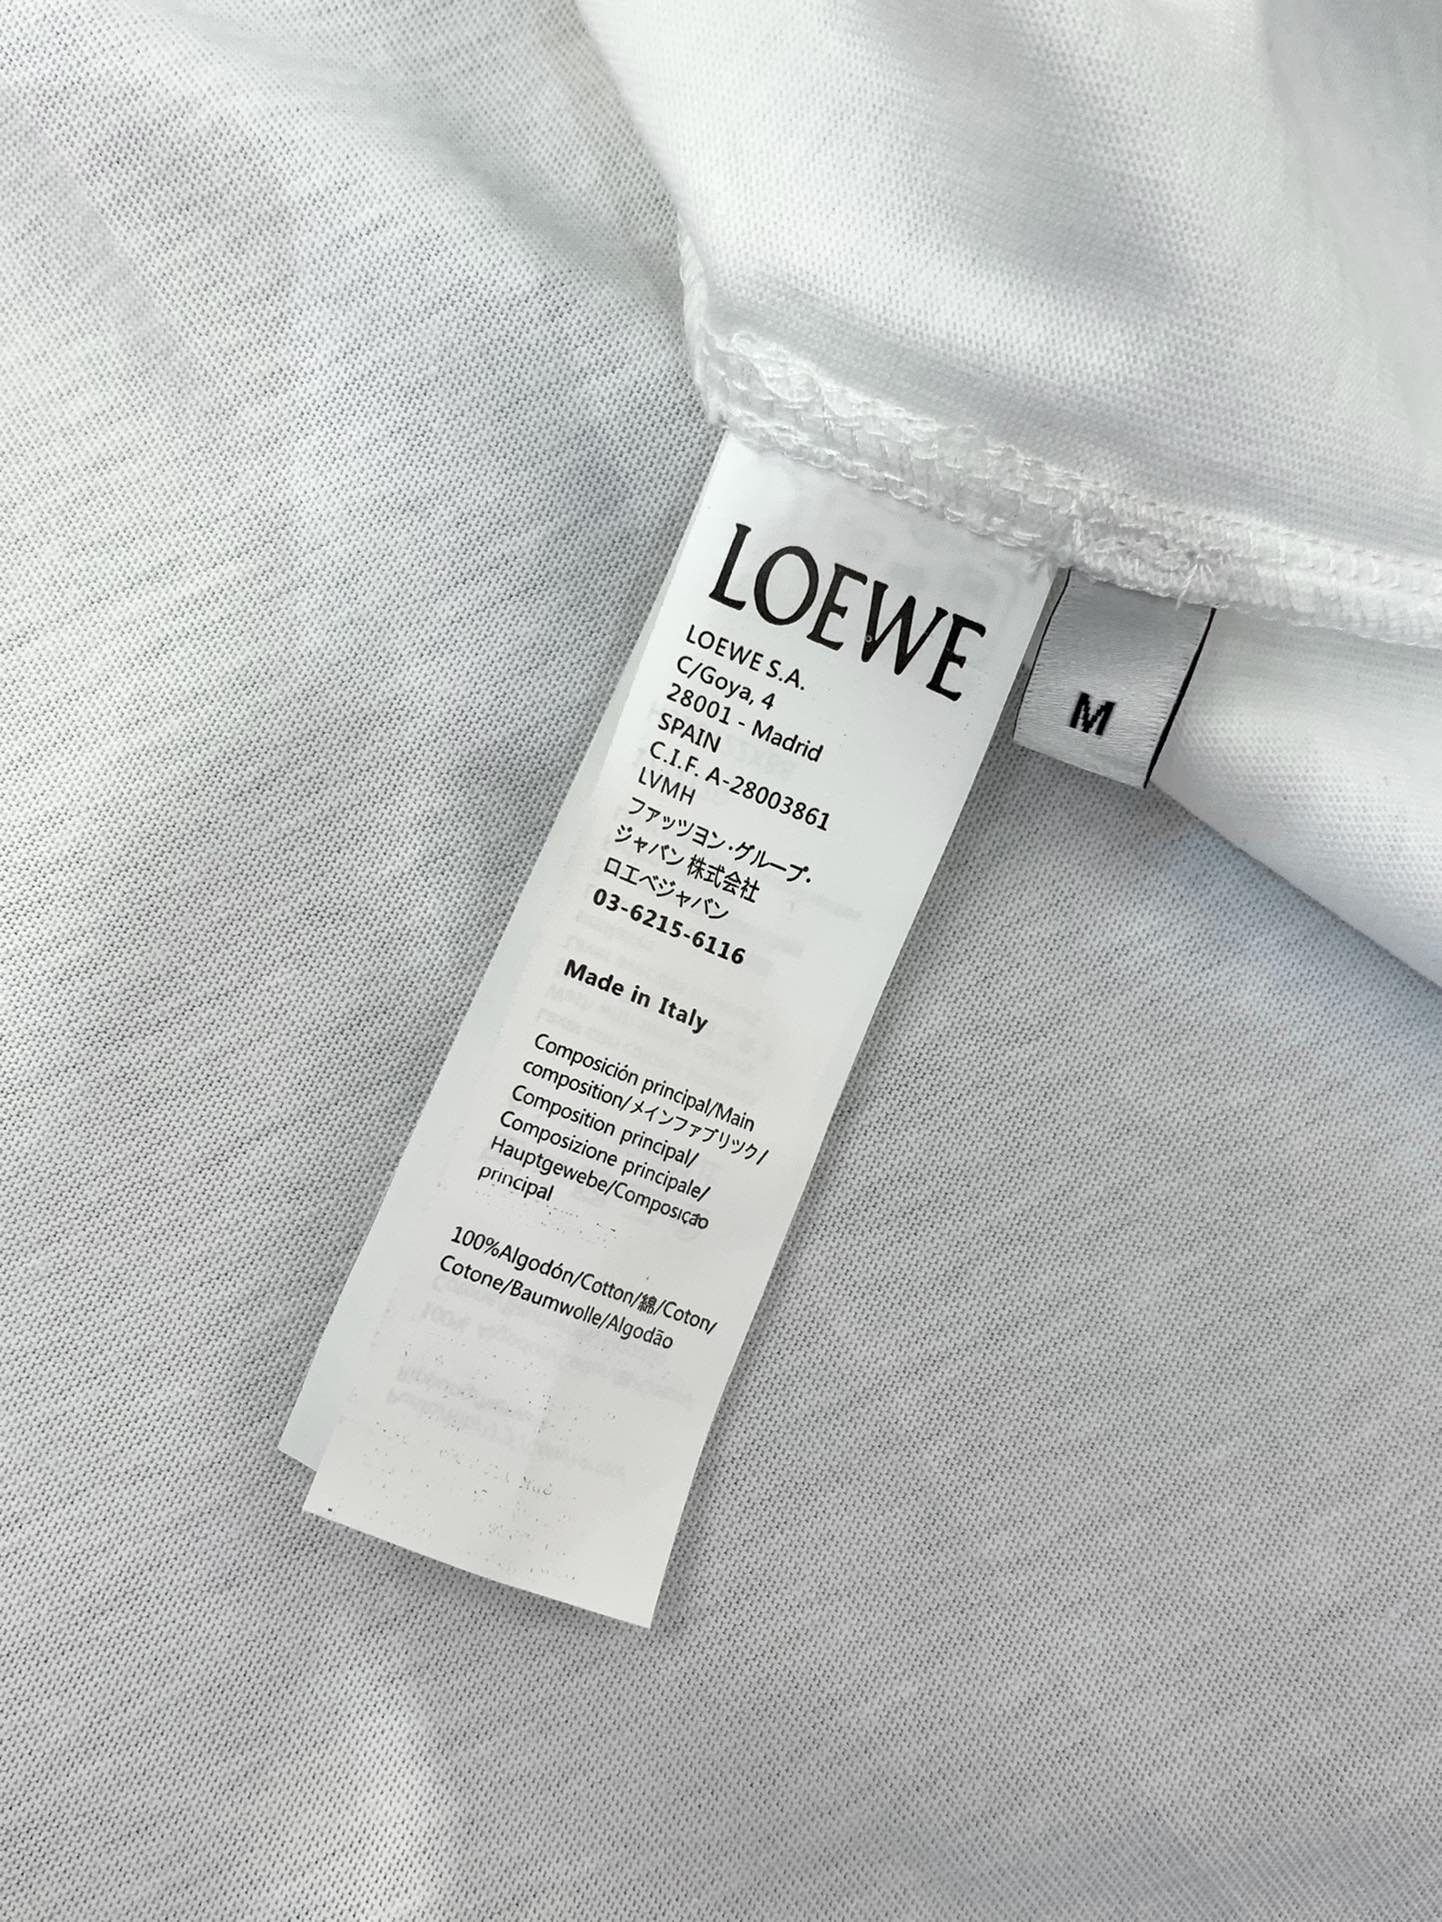 LOEWE
LOEWE S.A.
C/Goya, 4
28001 - Madrid
SPAIN
C.I.F. A-28003861
LVMH
ファッツヨン・グループ・
ジャパン 株式会社
ロエベジャパン
03-6215-6116
Made in Italy
Composición principal/Main
composition/メインファブリック/
Composition principal/
Composizione principale/
Hauptgewebe/Composição
principal
100%Algodón/Cotton/綿/Coton/
Cotone/Baumwolle/Algodão
M